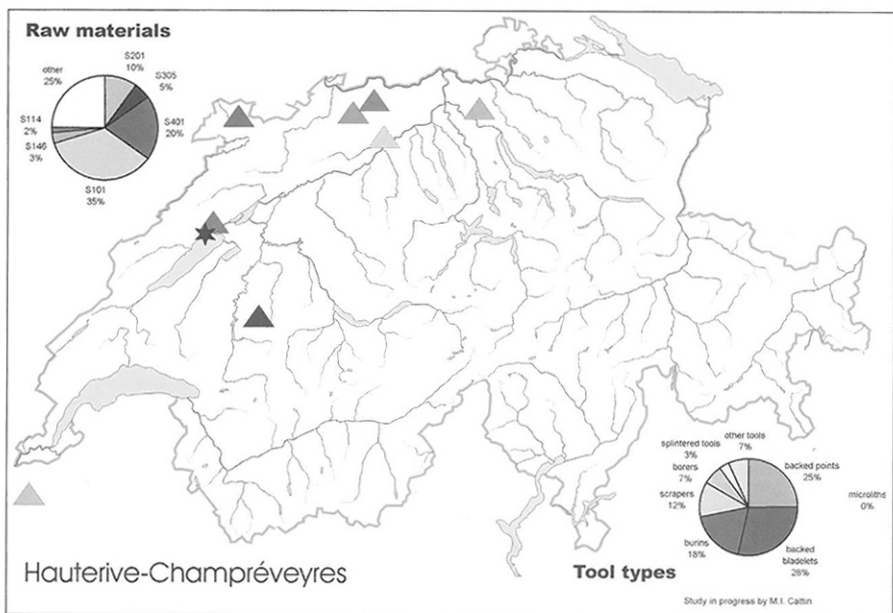 Raw materials
S201
10%
other
25%
S305
5%
S114
2%
S401
20%
S146
3%
S101
35%
splintered tools
3%
other tools
7%
borers
7%
backed points
25%
scrapers
12%
microliths
0%
burins
18%
backed
bladelets
28%
Hauterive-Champréveyres
Tool types
Study in progress by M.I. Cattin